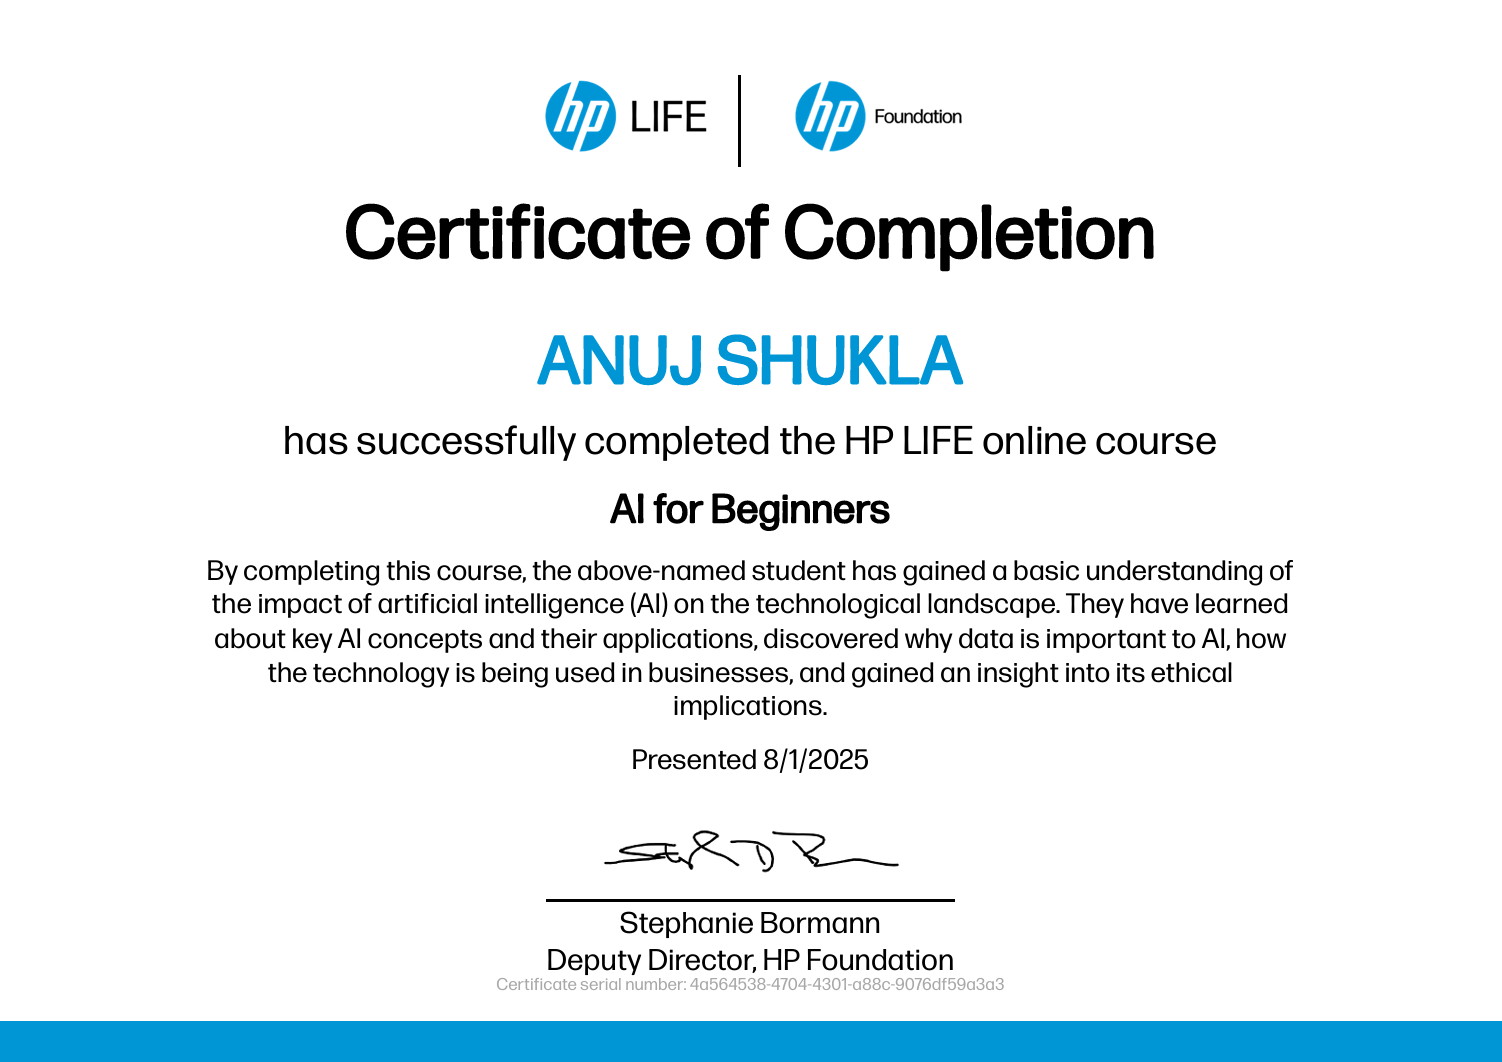 hp LIFE
hp Foundation
Certificate of Completion
ANUJ SHUKLA
has successfully completed the HP LIFE online course
AI for Beginners
By completing this course, the above-named student has gained a basic understanding of
the impact of artificial intelligence (AI) on the technological landscape. They have learned
about key AI concepts and their applications, discovered why data is important to AI, how
the technology is being used in businesses, and gained an insight into its ethical
implications.
Presented 8/1/2025
Stephanie Bormann
Deputy Director, HP Foundation
Certificate serial number: 4a564538-4704-4301-a88c-9076df59a3a3